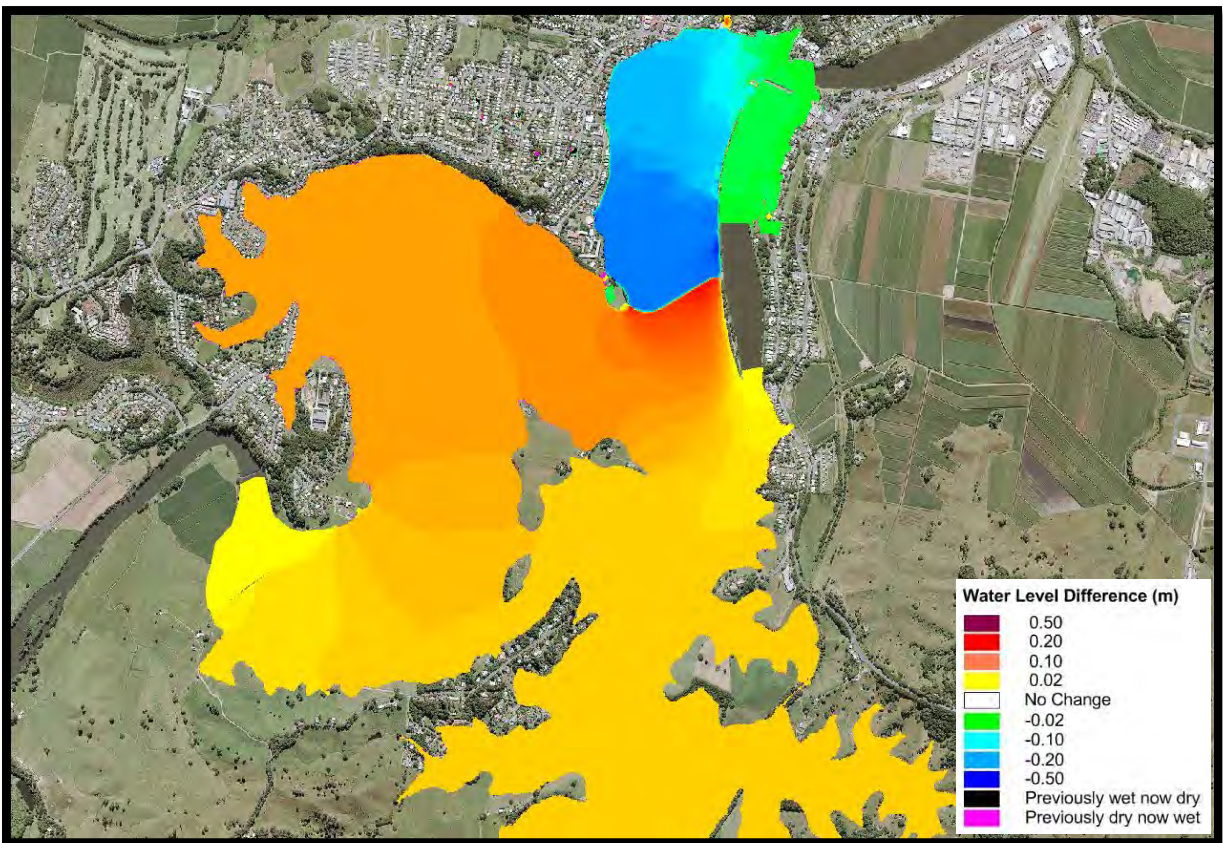 Water Level Difference (m)
0.50
0.20
0.10
0.02
No Change
-0.02
-0.10
-0.20
-0.50
Previously wet now dry
Previously dry now wet